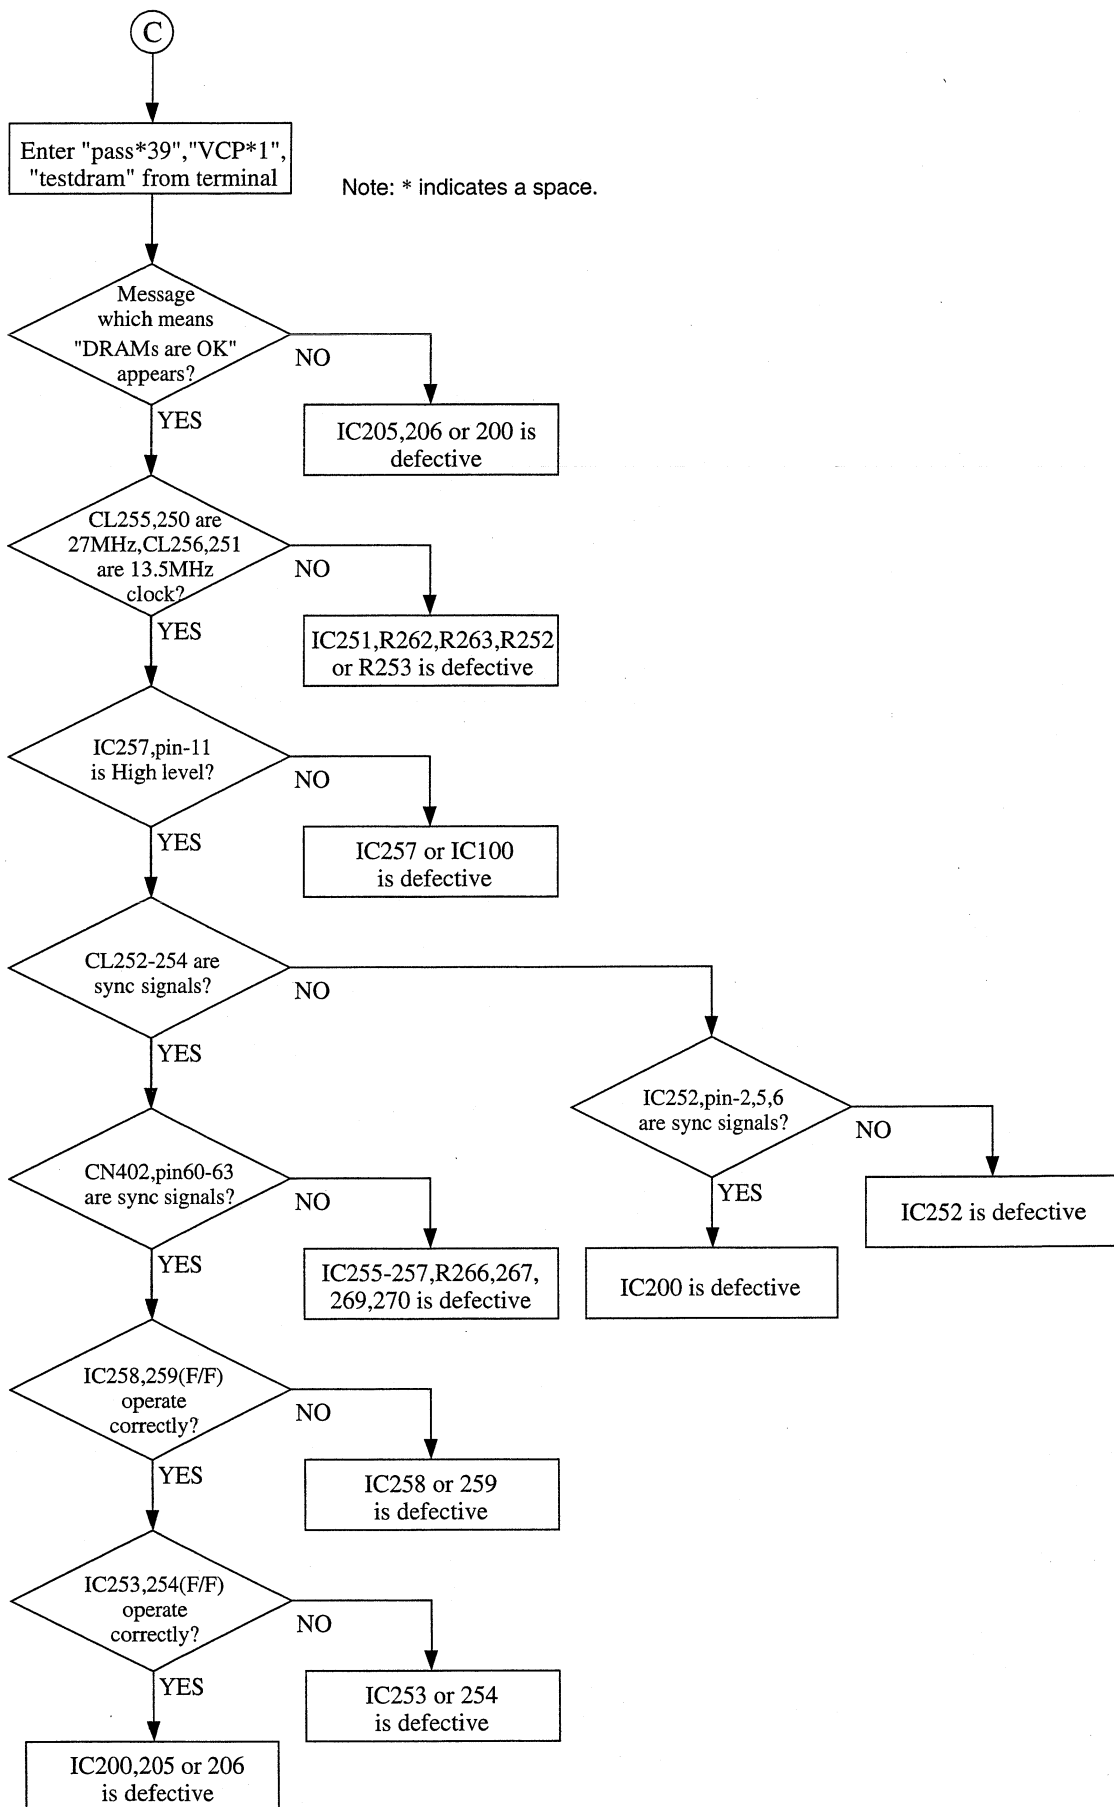 C
Enter "pass*39","VCP*1",
"testdram" from terminal
Note: * indicates a space.
Message
which means
"DRAMs are OK"
appears?
NO
YES
IC205,206 or 200 is
defective
CL255,250 are
27MHz,CL256,251
are 13.5MHz
clock?
NO
YES
IC251,R262,R263,R252
or R253 is defective
IC257,pin-11
is High level?
NO
YES
IC257 or IC100
is defective
CL252-254 are
sync signals?
NO
YES
IC252,pin-2,5,6
are sync signals?
NO
YES
IC252 is defective
IC200 is defective
CN402,pin60-63
are sync signals?
NO
YES
IC255-257,R266,267,
269,270 is defective
IC258,259(F/F)
operate
correctly?
NO
YES
IC258 or 259
is defective
IC253,254(F/F)
operate
correctly?
NO
YES
IC253 or 254
is defective
IC200,205 or 206
is defective